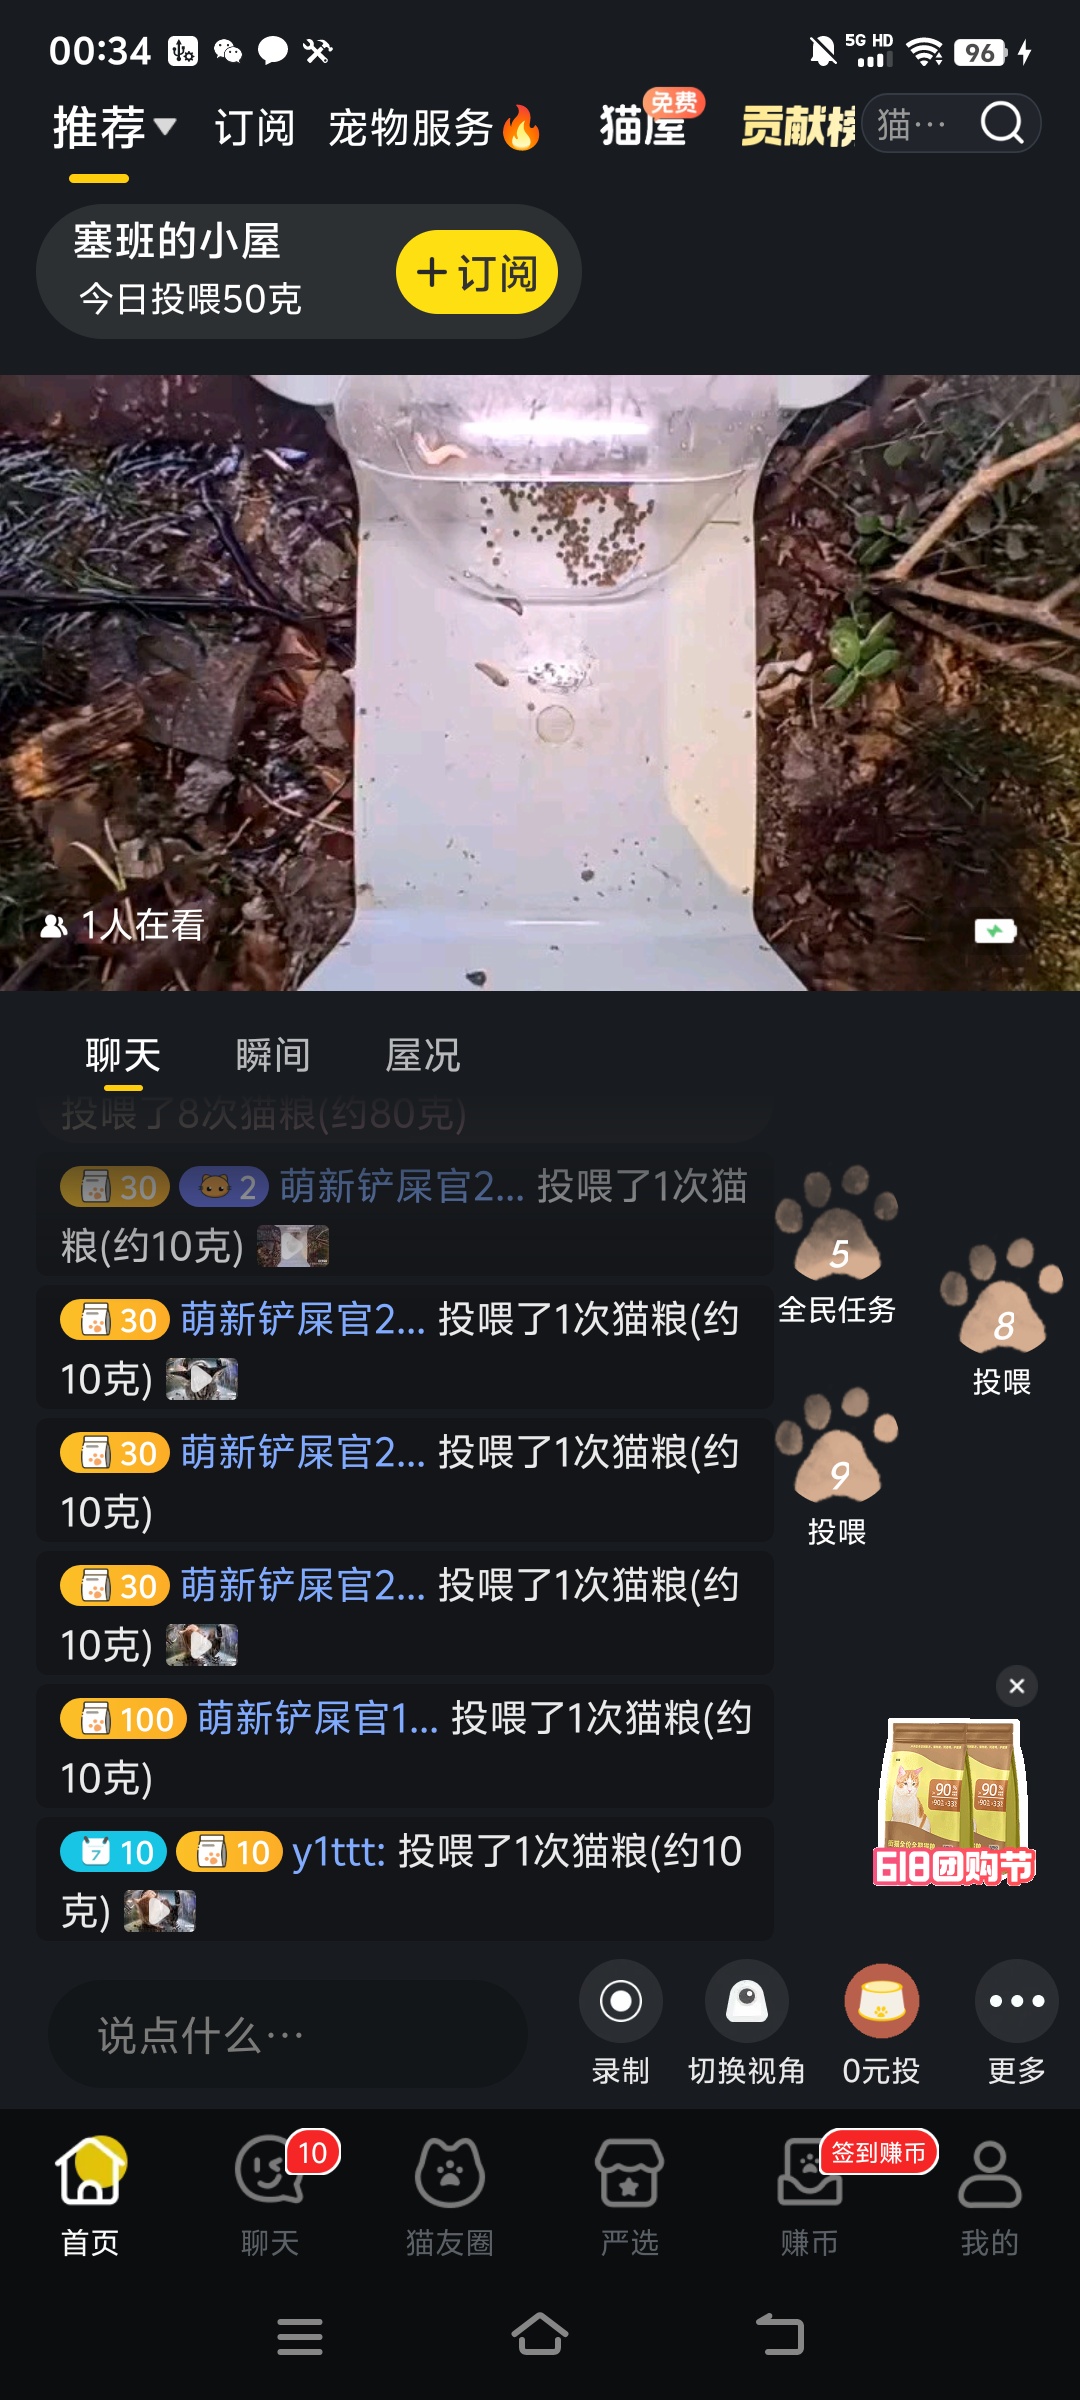 00:34 5G HD 96
推荐 订阅 宠物服务 猫屋 免费 贡献榜 猫…
塞班的小屋
今日投喂50克
+订阅
1人在看
聊天 瞬间 屋况
投喂了8次猫粮(约80克)
30 2 萌新铲屎官2... 投喂了1次猫
粮(约10克)
30 萌新铲屎官2... 投喂了1次猫粮(约
10克)
30 萌新铲屎官2... 投喂了1次猫粮(约
10克)
30 萌新铲屎官2... 投喂了1次猫粮(约
10克)
100 萌新铲屎官1... 投喂了1次猫粮(约
10克)
7 10 10 y1ttt: 投喂了1次猫粮(约10
克)
5
全民任务
8
投喂
9
投喂
90% 90%
618团购节
说点什么…
录制 切换视角 0元投 更多
10 签到赚币
首页 聊天 猫友圈 严选 赚币 我的